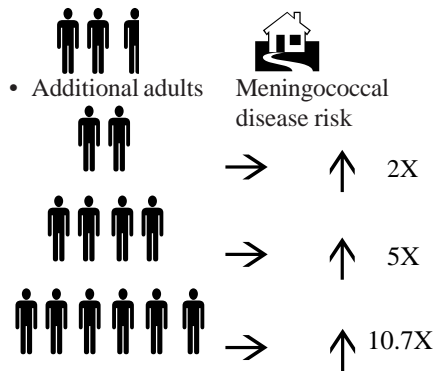 • Additional adults
Meningococcal
disease risk
2X
5X
10.7X